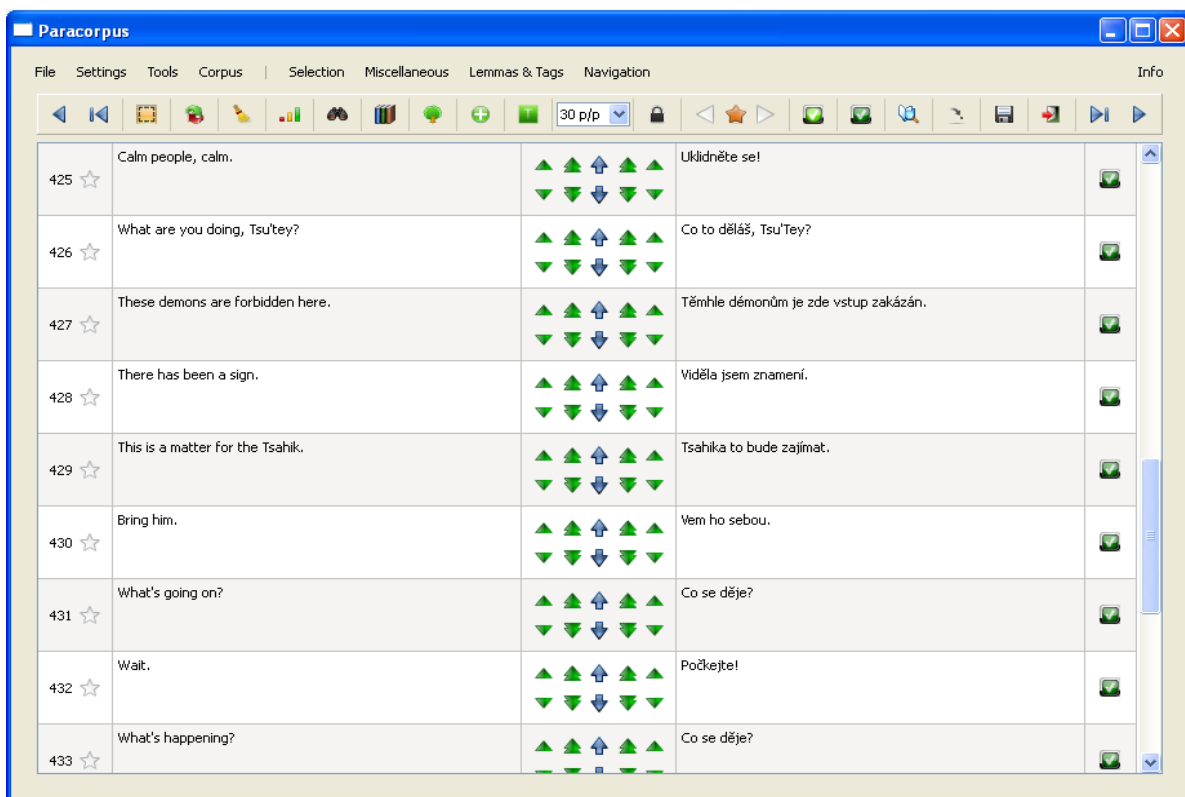 Paracorpus
File Settings Tools Corpus | Selection Miscellaneous Lemmas & Tags Navigation Info
T 30 p/p
425 Calm people, calm. Uklidněte se!
426 What are you doing, Tsu'tey? Co to děláš, Tsu'Tey?
427 These demons are forbidden here. Těmhle démonům je zde vstup zakázán.
428 There has been a sign. Viděla jsem znamení.
429 This is a matter for the Tsahik. Tsahika to bude zajímat.
430 Bring him. Vem ho sebou.
431 What's going on? Co se děje?
432 Wait. Počkejte!
433 What's happening? Co se děje?